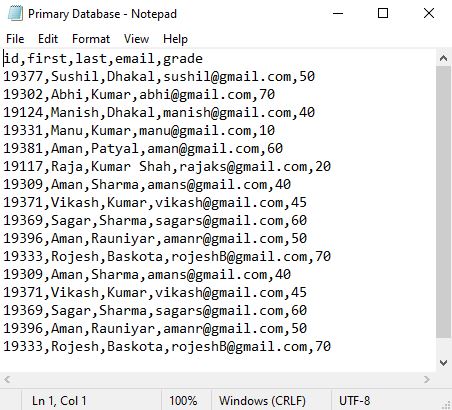 Primary Database - Notepad
File Edit Format View Help
id,first,last,email,grade
19377,Sushil,Dhakal,sushil@gmail.com,50
19302,Abhi,Kumar,abhi@gmail.com,70
19124,Manish,Dhakal,manish@gmail.com,40
19331,Manu,Kumar,manu@gmail.com,10
19381,Aman,Patyal,aman@gmail.com,60
19117,Raja,Kumar Shah,rajaks@gmail.com,20
19309,Aman,Sharma,amans@gmail.com,40
19371,Vikash,Kumar,vikash@gmail.com,45
19369,Sagar,Sharma,sagars@gmail.com,60
19396,Aman,Rauniyar,amanr@gmail.com,50
19333,Rojesh,Baskota,rojeshB@gmail.com,70
19309,Aman,Sharma,amans@gmail.com,40
19371,Vikash,Kumar,vikash@gmail.com,45
19369,Sagar,Sharma,sagars@gmail.com,60
19396,Aman,Rauniyar,amanr@gmail.com,50
19333,Rojesh,Baskota,rojeshB@gmail.com,70
Ln 1, Col 1 100% Windows (CRLF) UTF-8